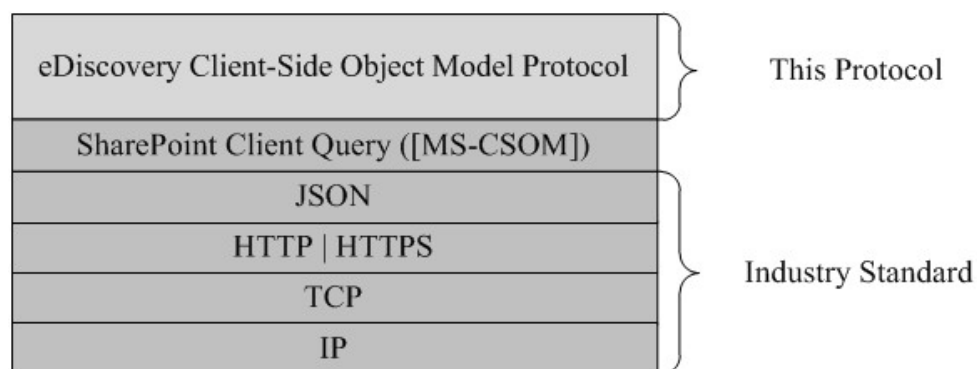 eDiscovery Client-Side Object Model Protocol
This Protocol
SharePoint Client Query ([MS-CSOM])
JSON
HTTP | HTTPS
Industry Standard
TCP
IP